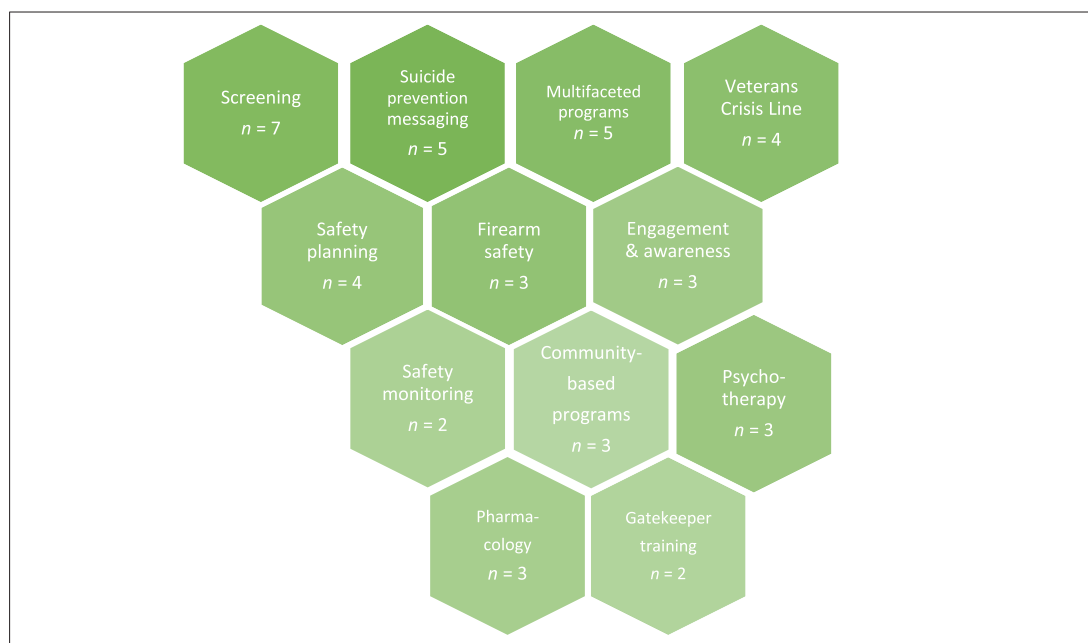 Screening
n = 7
Suicide
prevention
messaging
n = 5
Multifaceted
programs
n = 5
Veterans
Crisis Line
n = 4
Safety
planning
n = 4
Firearm
safety
n = 3
Engagement
& awareness
n = 3
Safety
monitoring
n = 2
Community-
based
programs
n = 3
Psycho-
therapy
n = 3
Pharma-
cology
n = 3
Gatekeeper
training
n = 2